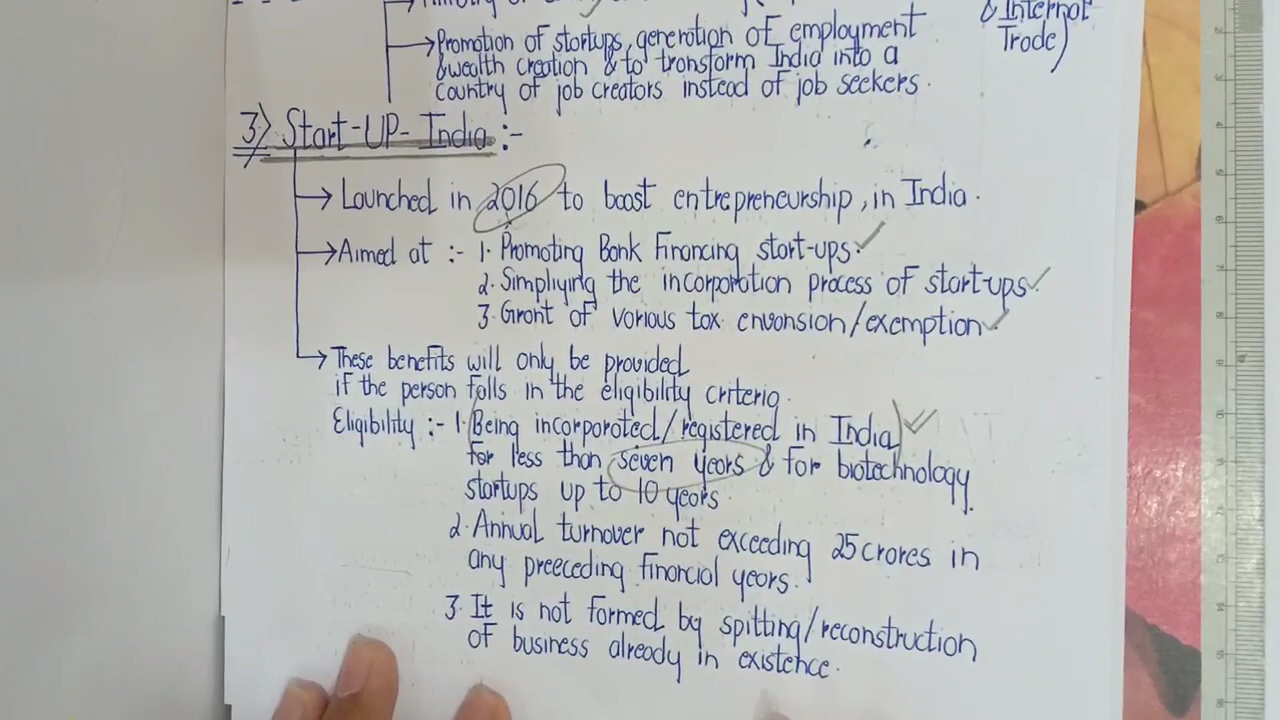 & Internal
Trade)
Promotion of startups, generation of employment
& wealth creation & to transform India into a
country of job creators instead of job seekers.
3) Start-UP-India :-
Launched in 2016 to boost entrepreneurship, in India.
Aimed at :- 1. Promoting Bank Financing start-ups.
2. Simpliying the incorporation process of start-ups.
3. Grant of various tax envansion/exemption
These benefits will only be provided
if the person falls in the eligibility criteria.
Eligibility :- 1. Being incorporated/registered in India)
for less than seven years & for biotechnology
startups up to 10 years.
2. Annual turnover not exceeding 25 crores in
any preeceding financial years.
3. It is not formed by spitting/reconstruction
of business already in existence.